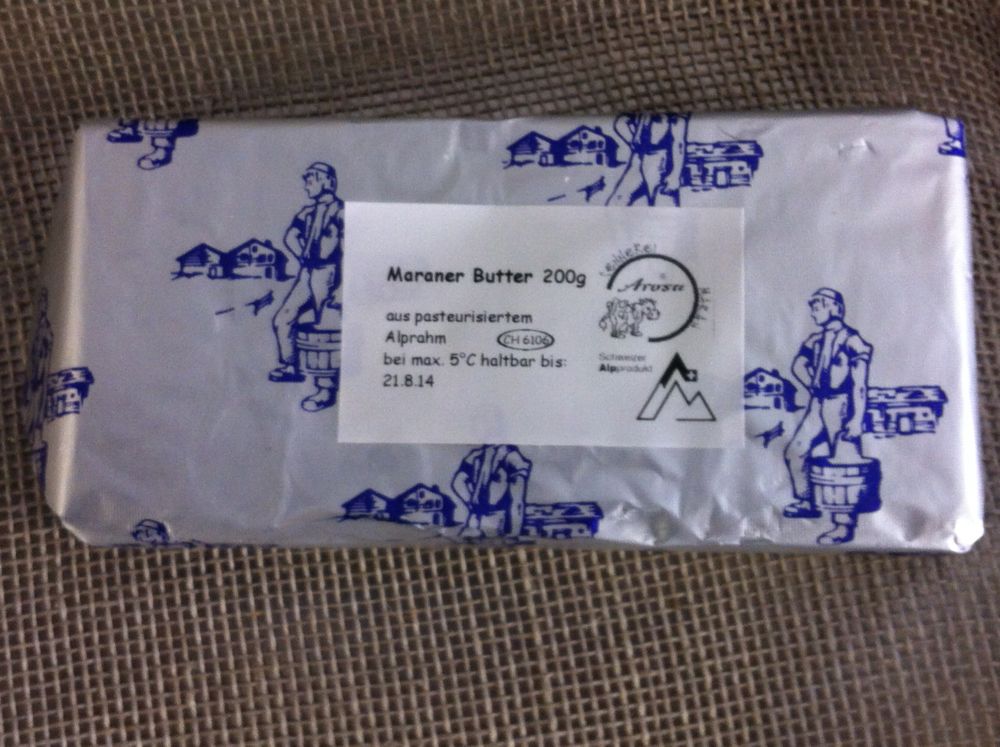 Maraner Butter 200g
aus pasteurisiertem
Alprahm
CH 6106
bei max. 5°C haltbar bis:
21.8.14
Arosa
Schweizer
Alpprodukt